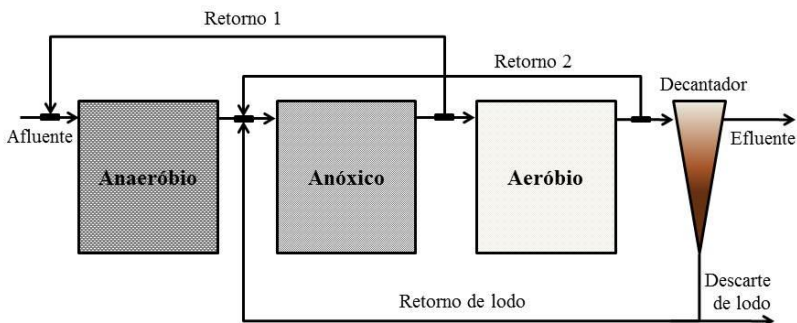 Retorno 1
Retorno 2
Decantador
Afluente
Efluente
Anaeróbio
Anóxico
Aeróbio
Retorno de lodo
Descarte
de lodo